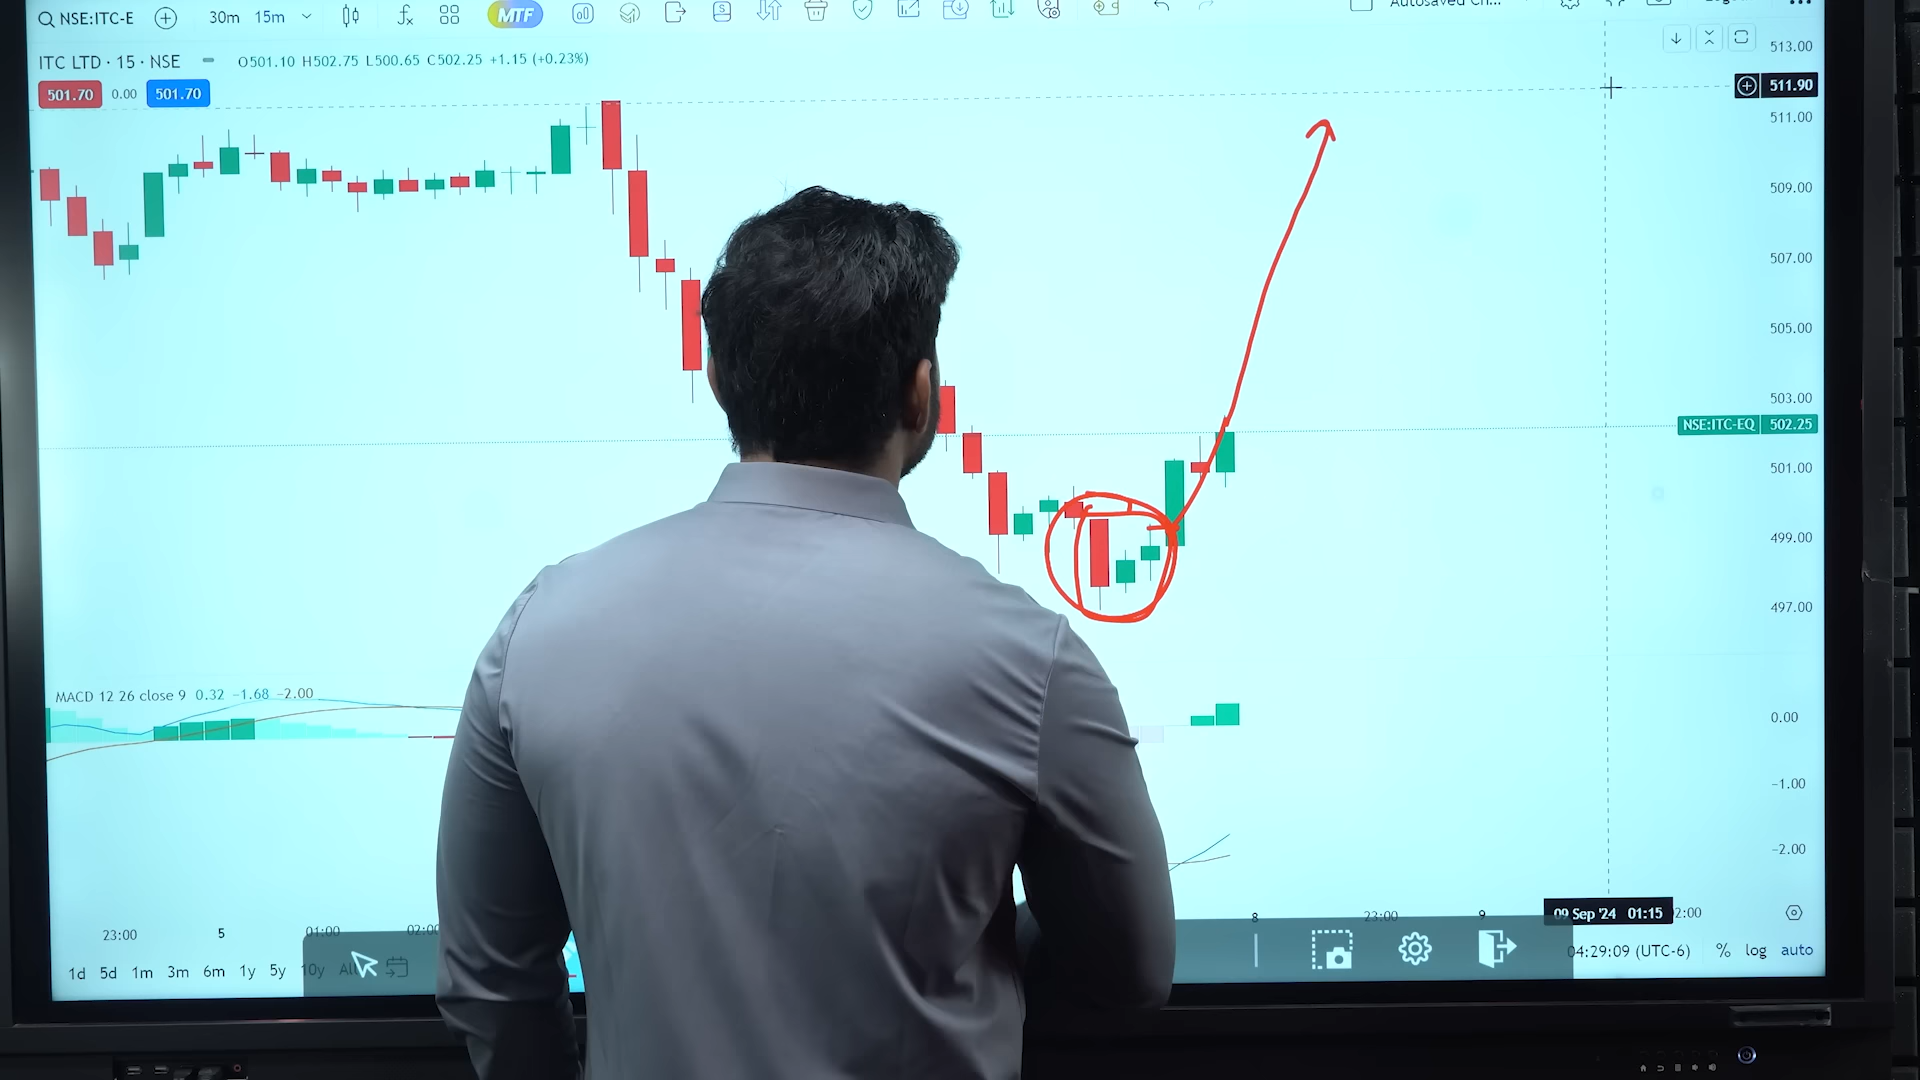 NSE:ITC-E 30m 15m MTF
ITC LTD · 15 · NSE O501.10 H502.75 L500.65 C502.25 +1.15 (+0.23%)
501.70 0.00 501.70
513.00
511.90
511.00
509.00
507.00
505.00
503.00
NSE:ITC-EQ 502.25
501.00
499.00
497.00
MACD 12 26 close 9 0.32 −1.68 −2.00
0.00
−1.00
−2.00
23:00 5 01:00 02:00 8 23:00 9 09 Sep '24 01:15 2:00
1d 5d 1m 3m 6m 1y 5y 10y All 04:29:09 (UTC-6) % log auto